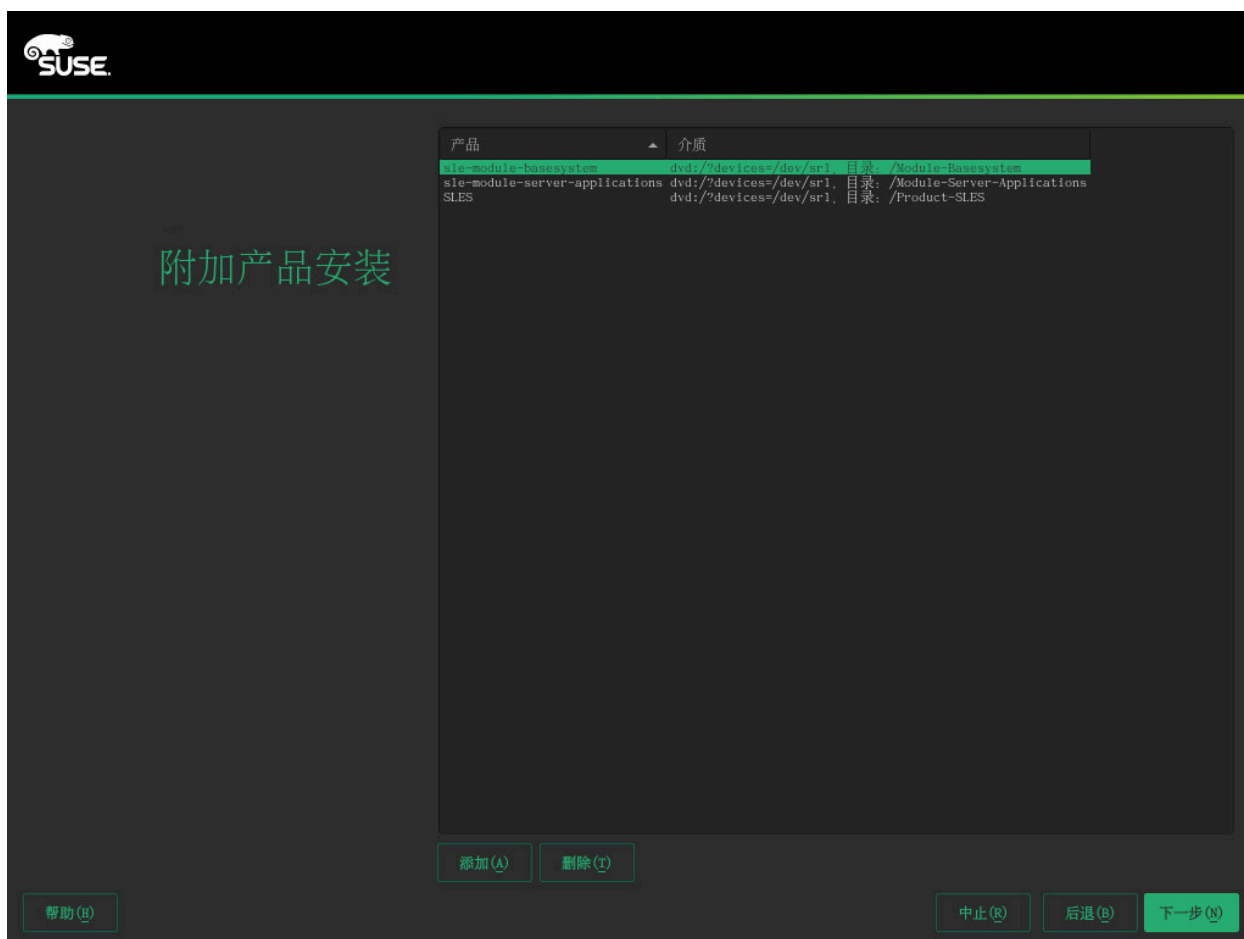 SUSE.
产品 介质
sle-module-basesystem dvd:/?devices=/dev/sr1, 目录: /Module-Basesystem
sle-module-server-applications dvd:/?devices=/dev/sr1, 目录: /Module-Server-Applications
SLES dvd:/?devices=/dev/sr1, 目录: /Product-SLES
附加产品安装
添加(A) 删除(T)
帮助(H) 中止(R) 后退(B) 下一步(N)